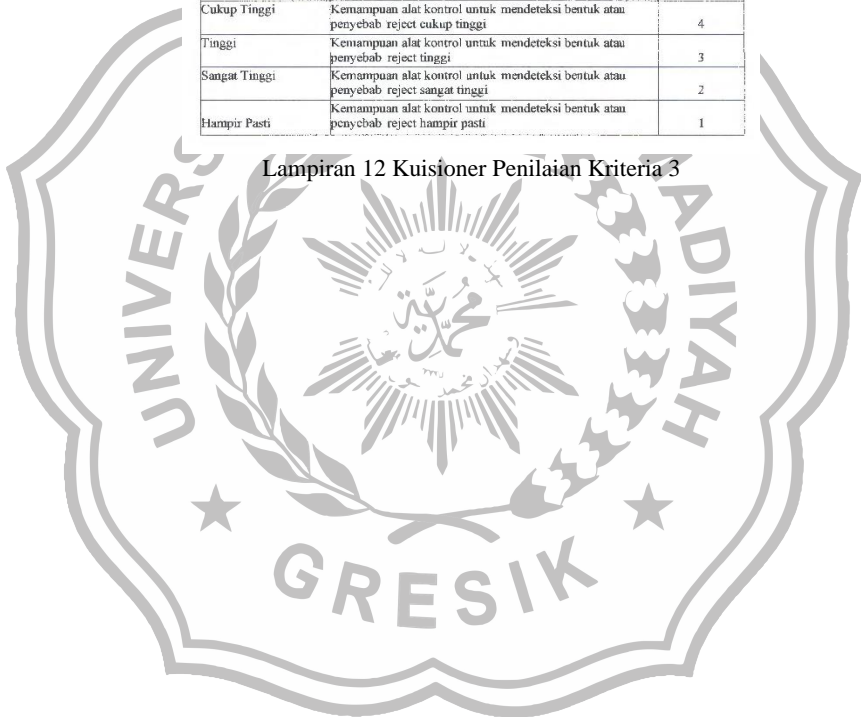 Cukup Tinggi Kemampuan alat kontrol untuk mendeteksi bentuk atau
penyebab reject cukup tinggi 4
Tinggi Kemampuan alat kontrol untuk mendeteksi bentuk atau
penyebab reject tinggi 3
Sangat Tinggi Kemampuan alat kontrol untuk mendeteksi bentuk atau
penyebab reject sangat tinggi 2
Kemampuan alat kontrol untuk mendeteksi bentuk atau
Hampir Pasti penyebab reject hampir pasti 1
Lampiran 12 Kuisioner Penilaian Kriteria 3
UNIVERS
MADIYAH
محمدية
GRESIK